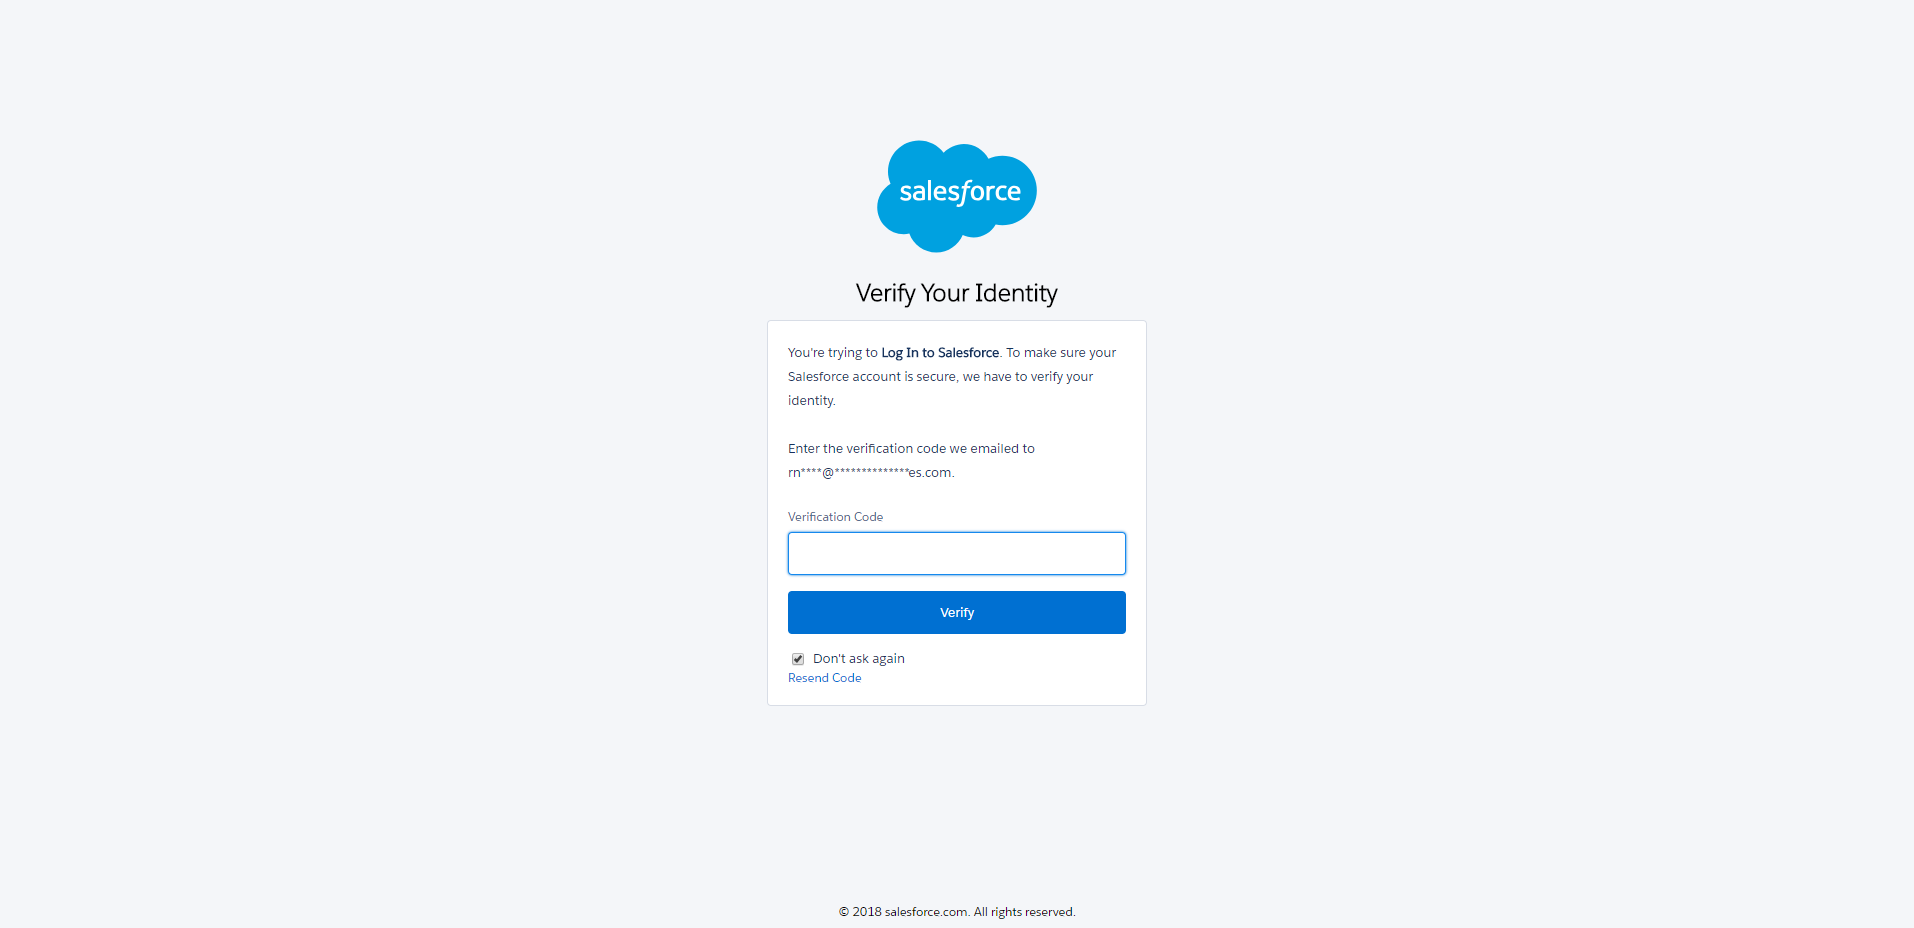 salesforce
Verify Your Identity
You're trying to Log In to Salesforce. To make sure your
Salesforce account is secure, we have to verify your
identity.
Enter the verification code we emailed to
rn****@**************es.com.
Verification Code
Verify
Don't ask again
Resend Code
© 2018 salesforce.com. All rights reserved.